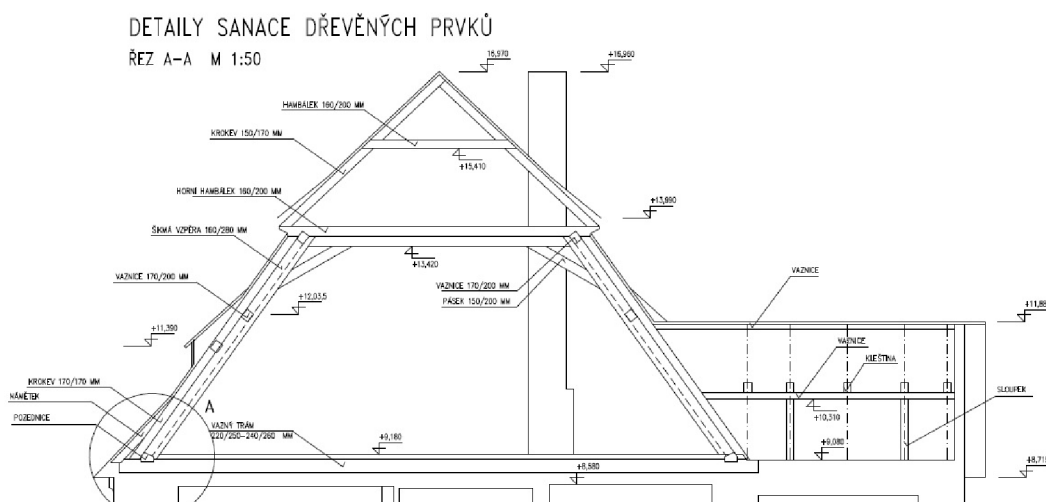 DETAILY SANACE DŘEVĚNÝCH PRVKŮ
ŘEZ A-A M 1:50
16,970
+16,960
HAMBÁLEK 160/200 MM
KROKEV 150/170 MM
+15,410
HORNÍ HAMBÁLEK 160/200 MM
+13,990
ŠIKMÁ VZPĚRA 160/280 MM
+13,420
VAZNICE 170/200 MM
VAZNICE 170/200 MM
PÁSEK 150/200 MM
VAZNICE
+12,03,5
+11,390
VAZNICE
KLEŠTINA
KROKEV 170/170 MM
NÁMĚTEK
A
SLOUPEK
POZEDNICE
+10,310
VAZNÝ TRÁM
220/250-240/260 MM
+9,180
+9,080
+8,580